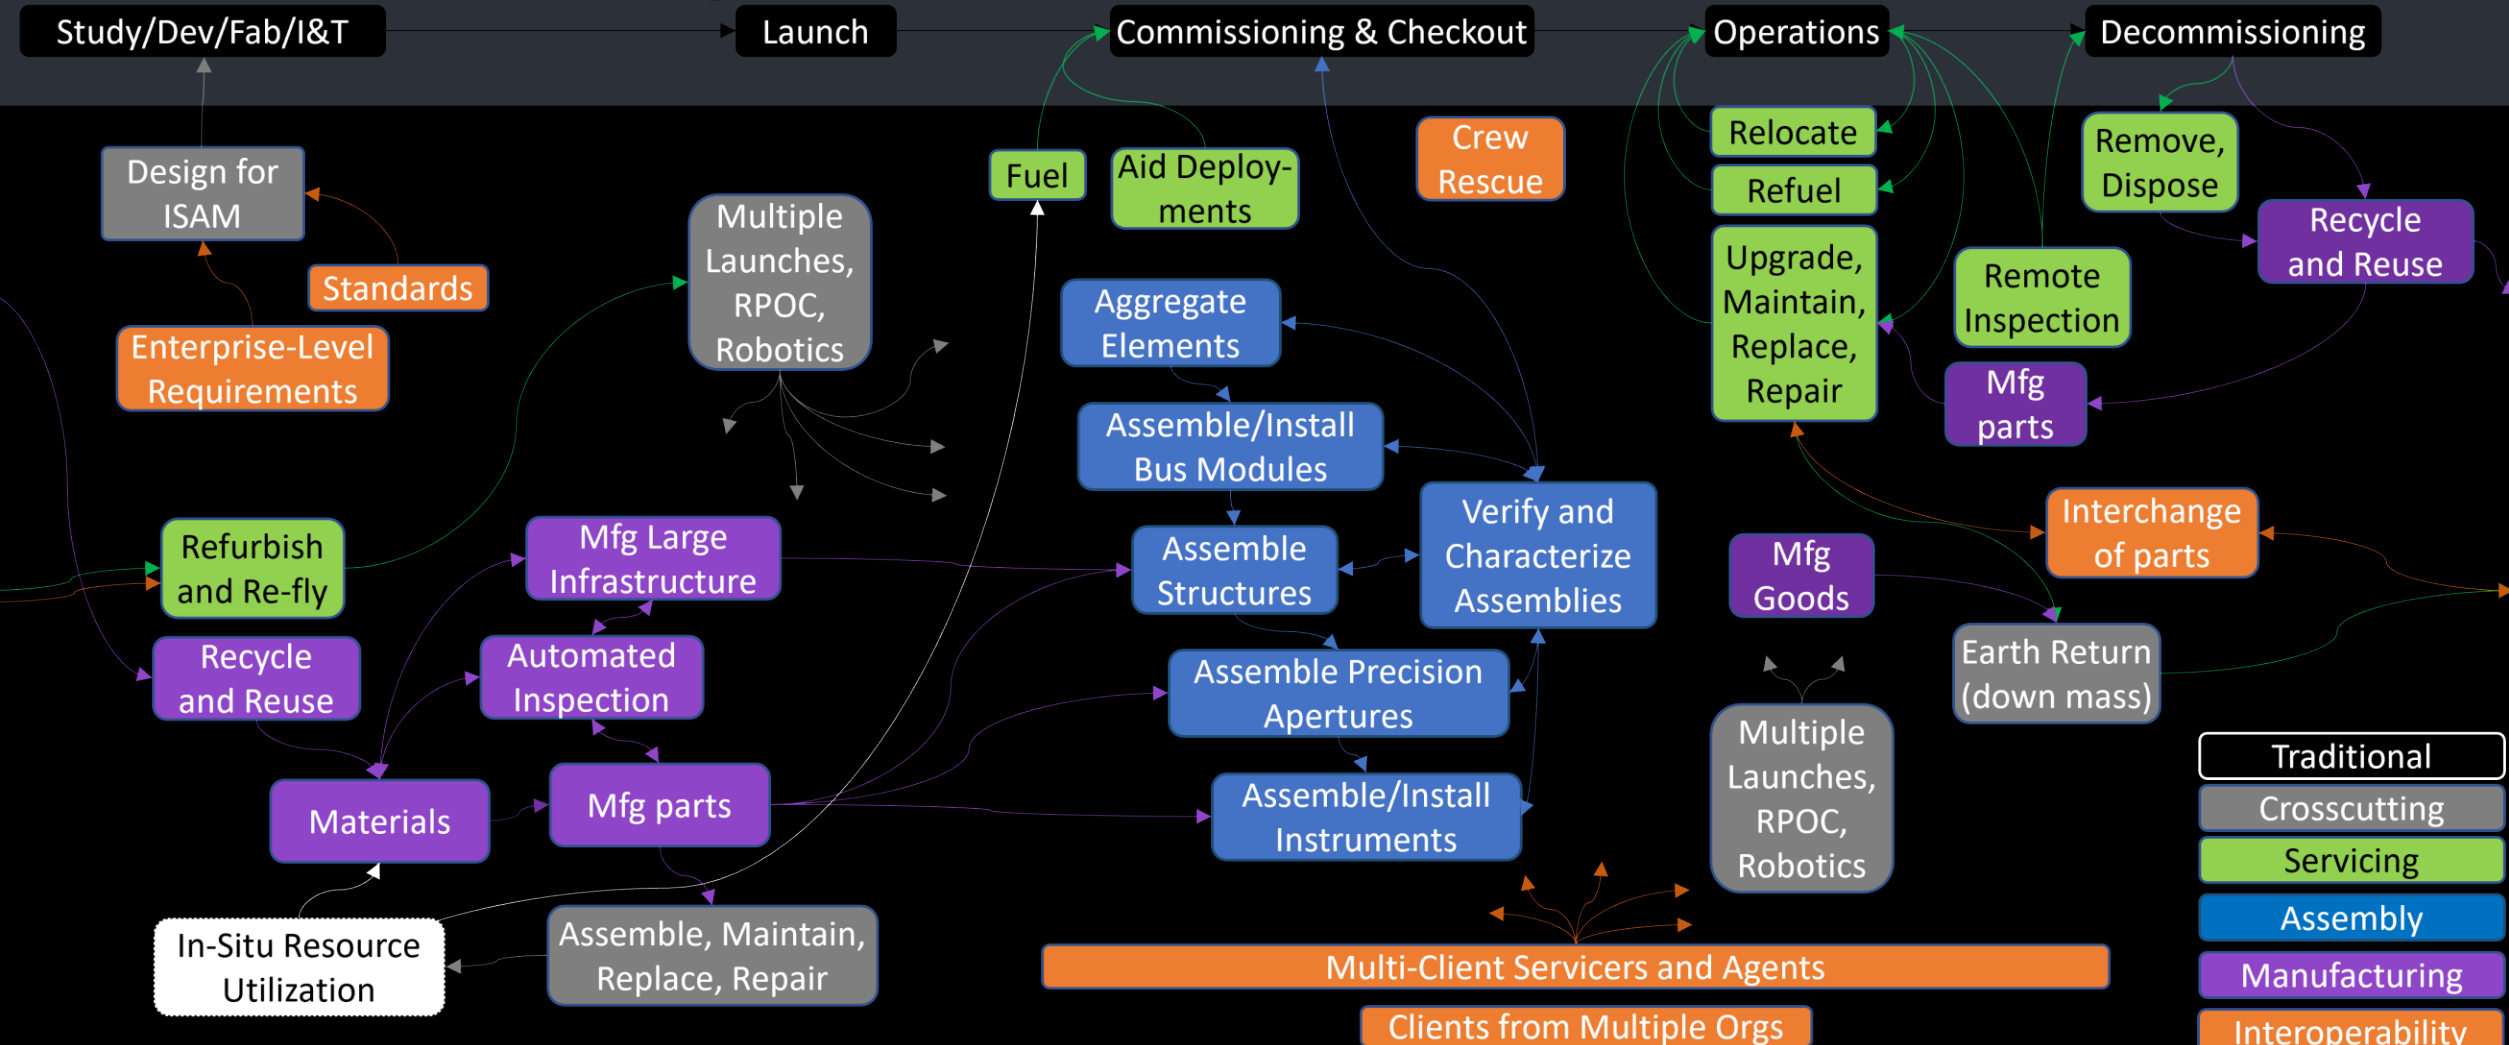 Study/Dev/Fab/I&T
Launch
Commissioning & Checkout
Operations
Decommissioning
Design for
ISAM
Standards
Enterprise-Level
Requirements
Multiple
Launches,
RPOC,
Robotics
Fuel
Aid Deploy-
ments
Crew
Rescue
Relocate
Refuel
Upgrade,
Maintain,
Replace,
Repair
Remote
Inspection
Remove,
Dispose
Recycle
and Reuse
Mfg
parts
Aggregate
Elements
Assemble/Install
Bus Modules
Assemble
Structures
Verify and
Characterize
Assemblies
Assemble Precision
Apertures
Assemble/Install
Instruments
Refurbish
and Re-fly
Recycle
and Reuse
Mfg Large
Infrastructure
Automated
Inspection
Materials
Mfg parts
In-Situ Resource
Utilization
Assemble, Maintain,
Replace, Repair
Interchange
of parts
Mfg
Goods
Earth Return
(down mass)
Multiple
Launches,
RPOC,
Robotics
Multi-Client Servicers and Agents
Clients from Multiple Orgs
Traditional
Crosscutting
Servicing
Assembly
Manufacturing
Interoperability